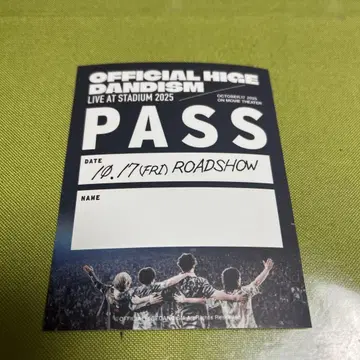 OFFICIAL HIGE
DANDISM
LIVE AT STADIUM 2025
OCTOBER.17 2025
ON MOVIE THEATER
PASS
DATE
10.17(FRI) ROADSHOW
NAME